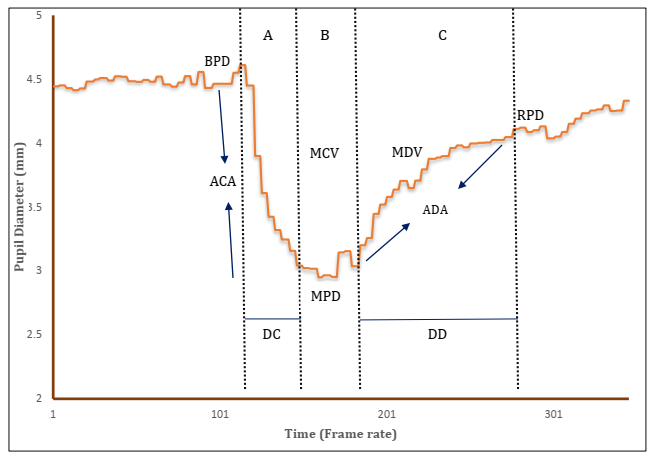 5
A
B
C
BPD
4.5
RPD
4
MCV
MDV
ACA
ADA
3.5
3
MPD
2.5
DC
DD
2
1
101
201
301
Pupil Diameter (mm)
Time (Frame rate)